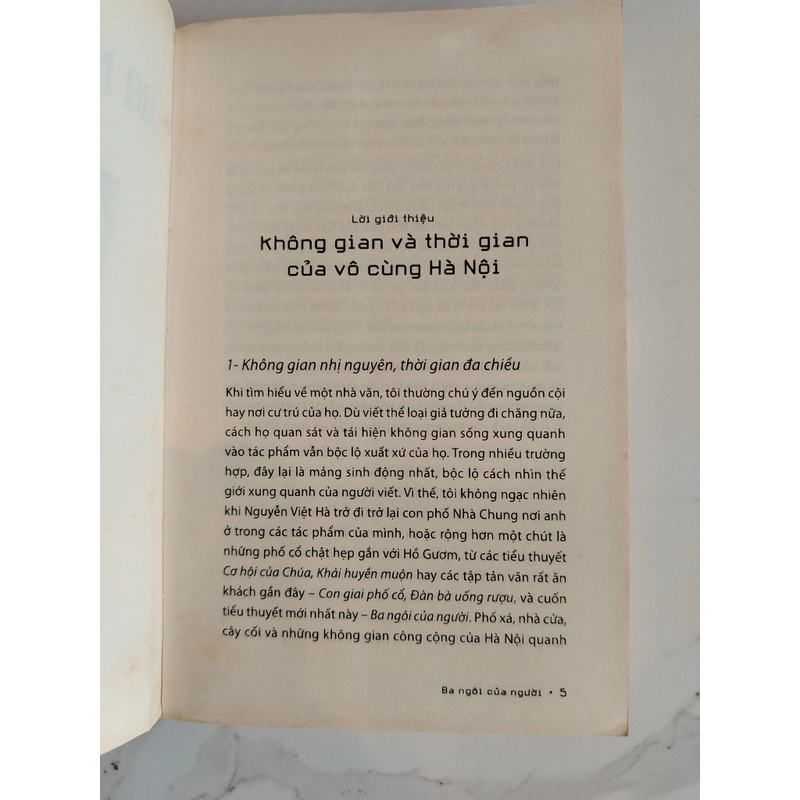 Lời giới thiệu
Không gian và thời gian
của vô cùng Hà Nội
1- Không gian nhị nguyên, thời gian đa chiều
Khi tìm hiểu về một nhà văn, tôi thường chú ý đến nguồn cội
hay nơi cư trú của họ. Dù viết thể loại giả tưởng đi chăng nữa,
cách họ quan sát và tái hiện không gian sống xung quanh
vào tác phẩm vẫn bộc lộ xuất xứ của họ. Trong nhiều trường
hợp, đây lại là mảng sinh động nhất, bộc lộ cách nhìn thế
giới xung quanh của người viết. Vì thế, tôi không ngạc nhiên
khi Nguyễn Việt Hà trở đi trở lại con phố Nhà Chung nơi anh
ở trong các tác phẩm của mình, hoặc rộng hơn một chút là
những phố cổ chật hẹp gắn với Hồ Gươm, từ các tiểu thuyết
Cơ hội của Chúa, Khải huyền muộn hay các tập tản văn rất ăn
khách gần đây – Con giai phố cổ, Đàn bà uống rượu, và cuốn
tiểu thuyết mới nhất này – Ba ngôi của người. Phố xá, nhà cửa,
cây cối và những không gian công cộng của Hà Nội quanh
Ba ngôi của người • 5